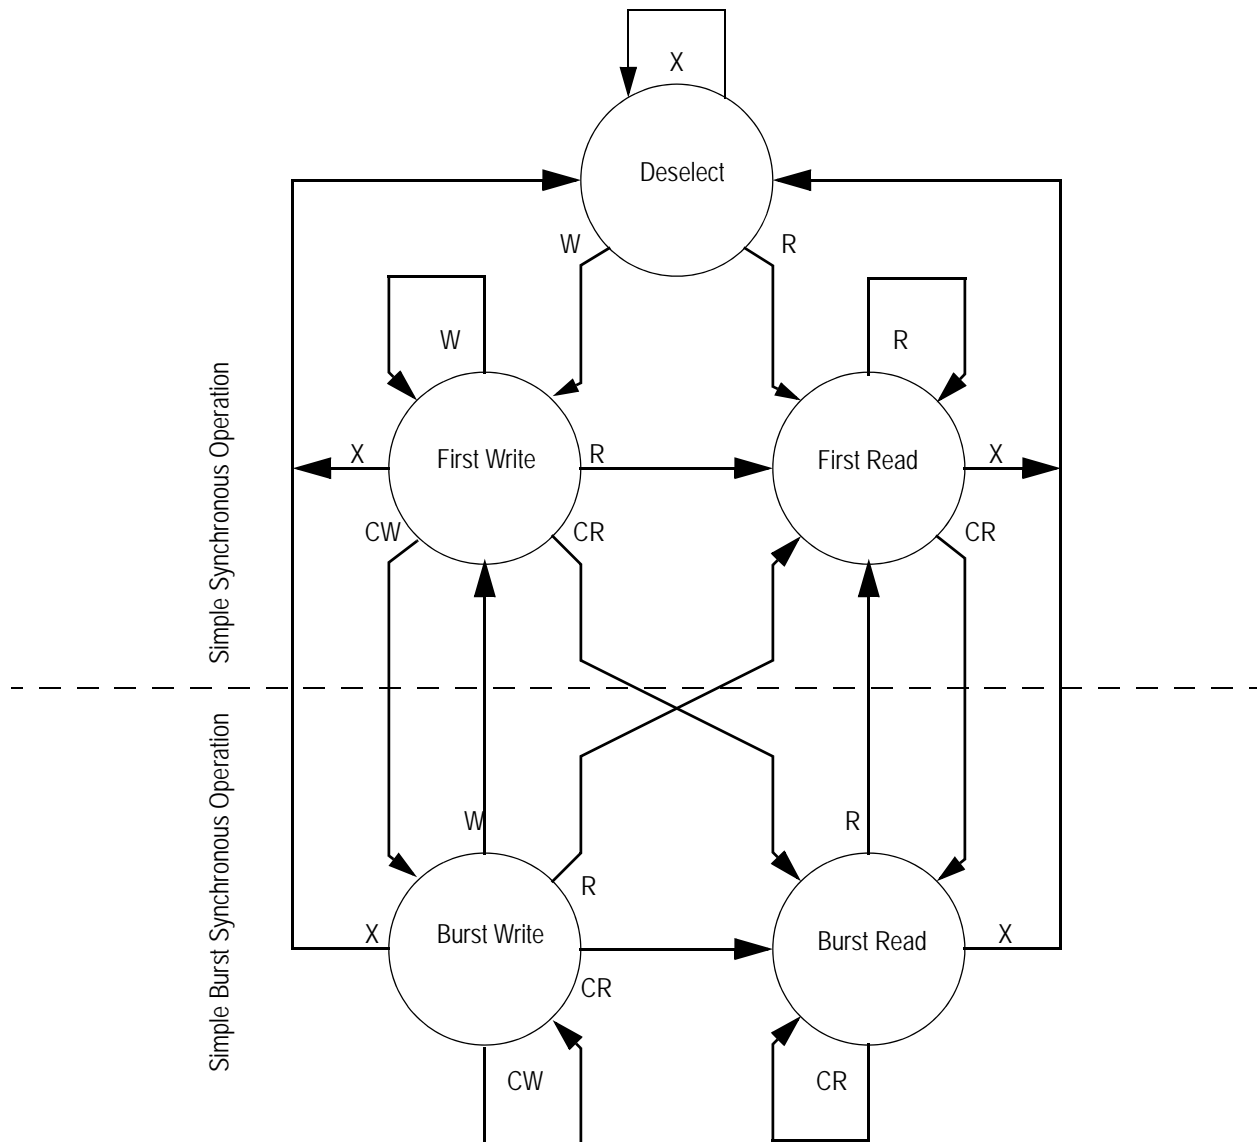 X
Deselect
W
R
W
R
X
First Write
R
First Read
X
CW
CR
CR
Simple Synchronous Operation
Simple Burst Synchronous Operation
W
R
R
X
Burst Write
Burst Read
X
CR
CW
CR